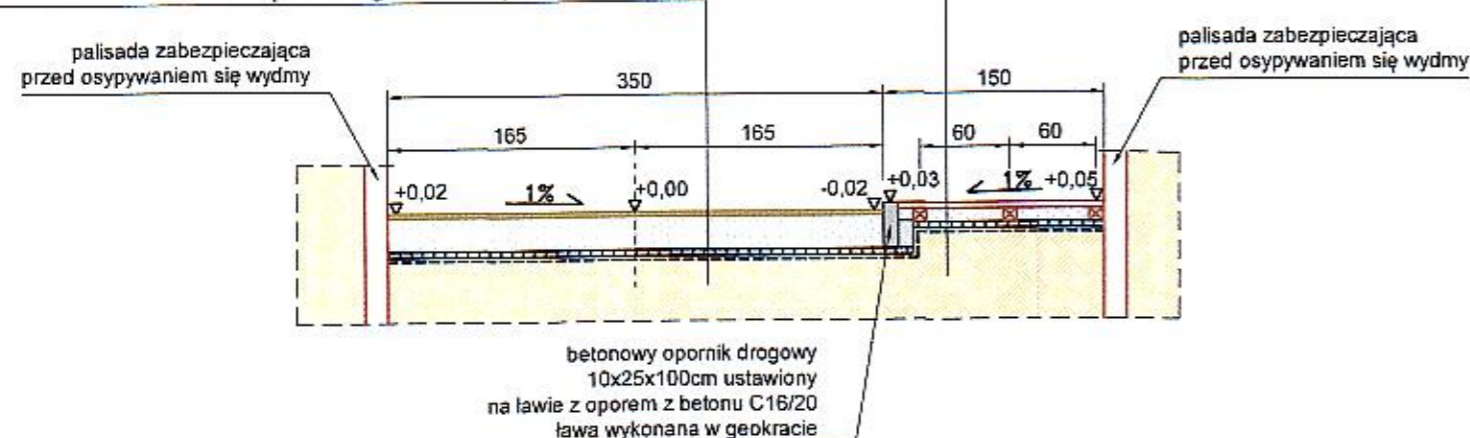 palisada zabezpieczająca
przed osypywaniem się wydmy
palisada zabezpieczająca
przed osypywaniem się wydmy
350
150
165
165
60
60
+0,02
1%
+0,00
-0,02
+0,03
1%
+0,05
betonowy opornik drogowy
10x25x100cm ustawiony
na ławie z oporem z betonu C16/20
ława wykonana w geokracie